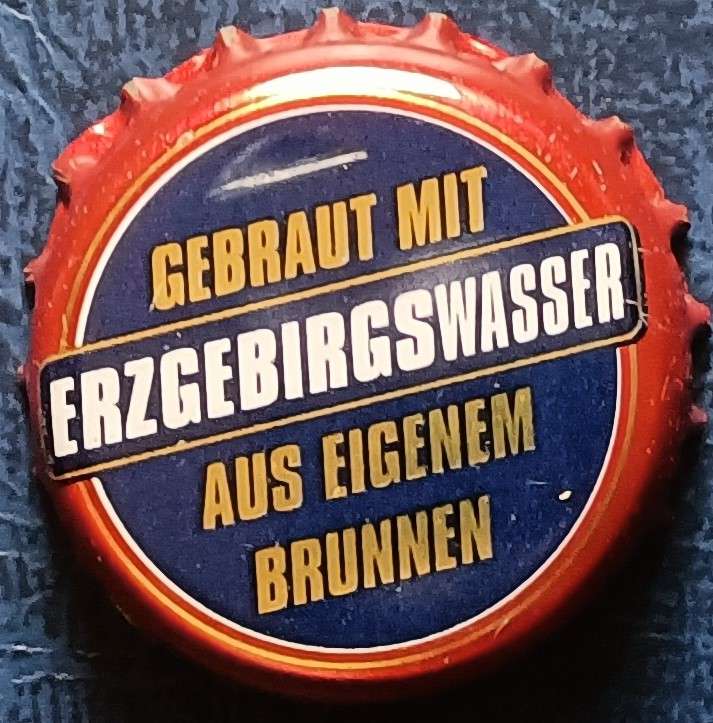 GEBRAUT MIT
ERZGEBIRGSWASSER
AUS EIGENEM
BRUNNEN